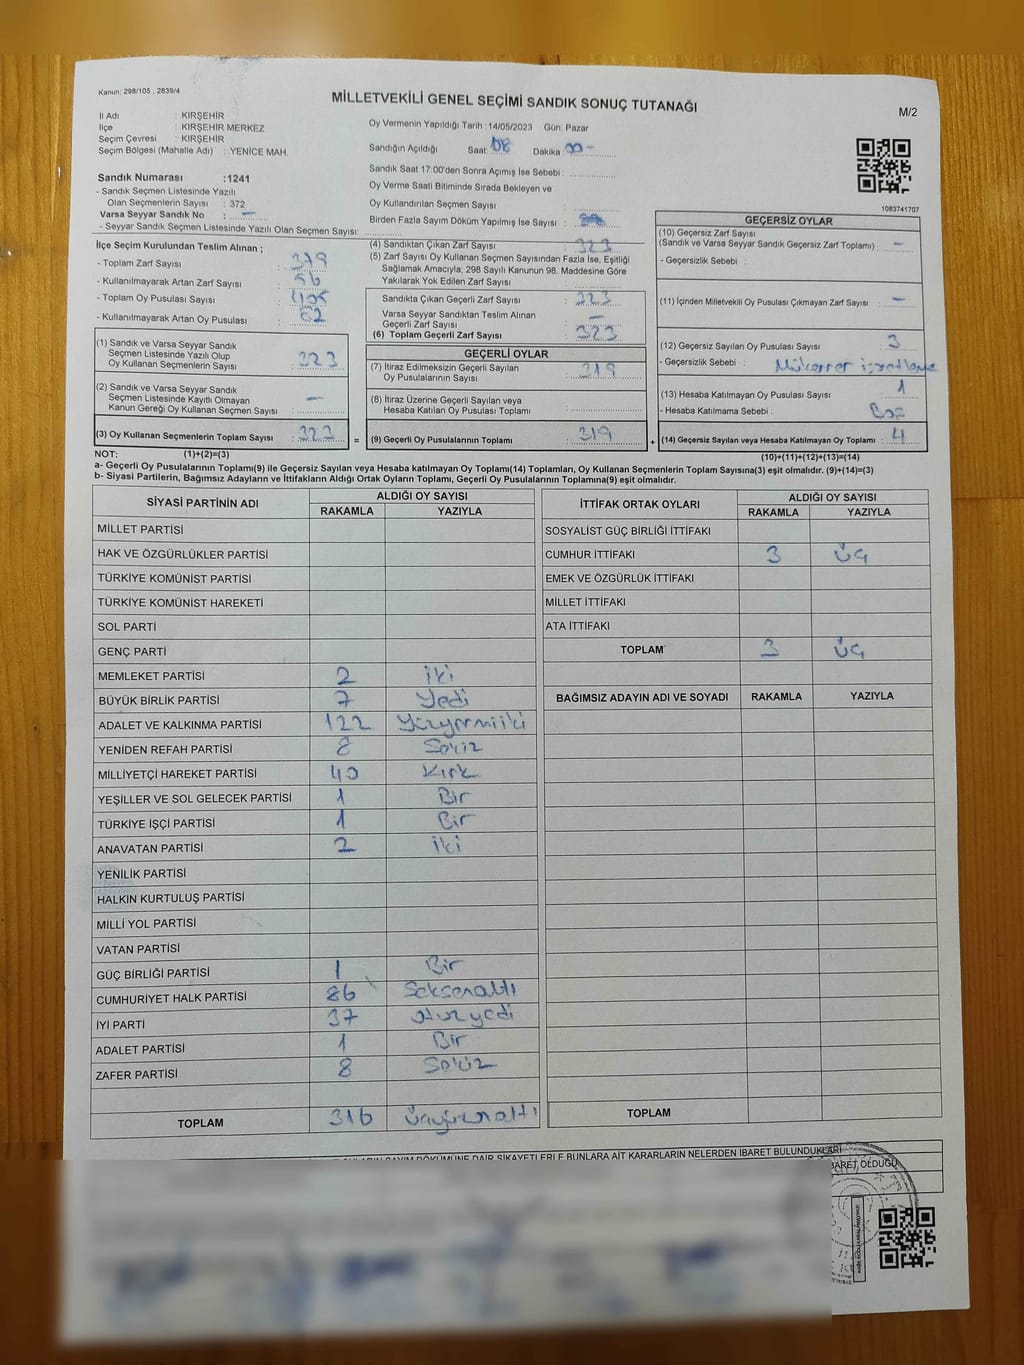 Kanun; 298/105 , 2839/4
MİLLETVEKİLİ GENEL SEÇİMİ SANDIK SONUÇ TUTANAĞI
M/2
İl Adı : KIRŞEHİR
İlçe : KIRŞEHİR MERKEZ
Seçim Çevresi : KIRŞEHİR
Seçim Bölgesi (Mahalle Adı) : YENİCE MAH.
Oy Vermenin Yapıldığı Tarih :14/05/2023 Gün: Pazar
Sandığın Açıldığı Saat: 08 Dakika: 00
Sandık Saat 17:00'den Sonra Açılmış İse Sebebi :
Oy Verme Saati Bitiminde Sırada Bekleyen ve
Oy Kullandırılan Seçmen Sayısı :
Birden Fazla Sayım Döküm Yapılmış İse Sayısı :
Sandık Numarası :1241
- Sandık Seçmen Listesinde Yazılı
Olan Seçmenlerin Sayısı : 372
Varsa Seyyar Sandık No : -
- Seyyar Sandık Seçmen Listesinde Yazılı Olan Seçmen Sayısı:
1083741707
İlçe Seçim Kurulundan Teslim Alınan ;
- Toplam Zarf Sayısı : 379
- Kullanılmayarak Artan Zarf Sayısı : 56
- Toplam Oy Pusulası Sayısı : 405
- Kullanılmayarak Artan Oy Pusulası : 82
(1) Sandık ve Varsa Seyyar Sandık
Seçmen Listesinde Yazılı Olup
Oy Kullanan Seçmenlerin Sayısı : 323
(2) Sandık ve Varsa Seyyar Sandık
Seçmen Listesinde Kayıtlı Olmayan
Kanun Gereği Oy Kullanan Seçmen Sayısı : -
(3) Oy Kullanan Seçmenlerin Toplam Sayısı : 323 =
(4) Sandıktan Çıkan Zarf Sayısı : 323
(5) Zarf Sayısı Oy Kullanan Seçmen Sayısından Fazla İse, Eşitliği
Sağlamak Amacıyla; 298 Sayılı Kanunun 98. Maddesine Göre
Yakılarak Yok Edilen Zarf Sayısı :
Sandıkta Çıkan Geçerli Zarf Sayısı : 323
Varsa Seyyar Sandıktan Teslim Alınan
Geçerli Zarf Sayısı : -
(6) Toplam Geçerli Zarf Sayısı : 323
GEÇERLİ OYLAR
(7) İtiraz Edilmeksizin Geçerli Sayılan
Oy Pusulalarının Sayısı : 319
(8) İtiraz Üzerine Geçerli Sayılan veya
Hesaba Katılan Oy Pusulası Toplamı :
(9) Geçerli Oy Pusulalarının Toplamı : 319 +
GEÇERSİZ OYLAR
(10) Geçersiz Zarf Sayısı
(Sandık ve Varsa Seyyar Sandık Geçersiz Zarf Toplamı) : -
- Geçersizlik Sebebi :
(11) İçinden Milletvekili Oy Pusulası Çıkmayan Zarf Sayısı : -
(12) Geçersiz Sayılan Oy Pusulası Sayısı : 3
- Geçersizlik Sebebi : Mükerrer işaretleme
(13) Hesaba Katılmayan Oy Pusulası Sayısı : 1
- Hesaba Katılmama Sebebi : Boş
(14) Geçersiz Sayılan veya Hesaba Katılmayan Oy Toplamı : 4
NOT: (1)+(2)=(3)
(10)+(11)+(12)+(13)=(14)
a- Geçerli Oy Pusulalarının Toplamı(9) ile Geçersiz Sayılan veya Hesaba katılmayan Oy Toplamı(14) Toplamları, Oy Kullanan Seçmenlerin Toplam Sayısına(3) eşit olmalıdır. (9)+(14)=(3)
b- Siyasi Partilerin, Bağımsız Adayların ve İttifakların Aldığı Ortak Oyların Toplamı, Geçerli Oy Pusulalarının Toplamına(9) eşit olmalıdır.
SİYASİ PARTİNİN ADI ALDIĞI OY SAYISI
RAKAMLA YAZIYLA
MİLLET PARTİSİ
HAK VE ÖZGÜRLÜKLER PARTİSİ
TÜRKİYE KOMÜNİST PARTİSİ
TÜRKİYE KOMÜNİST HAREKETİ
SOL PARTİ
GENÇ PARTİ
MEMLEKET PARTİSİ 2 iki
BÜYÜK BİRLİK PARTİSİ 7 Yedi
ADALET VE KALKINMA PARTİSİ 122 Yüzyirmiiki
YENİDEN REFAH PARTİSİ 8 Sekiz
MİLLİYETÇİ HAREKET PARTİSİ 40 Kırk
YEŞİLLER VE SOL GELECEK PARTİSİ 1 Bir
TÜRKİYE İŞÇİ PARTİSİ 1 Bir
ANAVATAN PARTİSİ 2 iki
YENİLİK PARTİSİ
HALKIN KURTULUŞ PARTİSİ
MİLLİ YOL PARTİSİ
VATAN PARTİSİ
GÜÇ BİRLİĞİ PARTİSİ 1 Bir
CUMHURİYET HALK PARTİSİ 86 Seksenaltı
İYİ PARTİ 37 otuzyedi
ADALET PARTİSİ 1 Bir
ZAFER PARTİSİ 8 Sekiz
TOPLAM 316 üçyüzonaltı
İTTİFAK ORTAK OYLARI ALDIĞI OY SAYISI
RAKAMLA YAZIYLA
SOSYALİST GÜÇ BİRLİĞİ İTTİFAKI
CUMHUR İTTİFAKI 3 üç
EMEK VE ÖZGÜRLÜK İTTİFAKI
MİLLET İTTİFAKI
ATA İTTİFAKI
TOPLAM 3 üç
BAĞIMSIZ ADAYIN ADI VE SOYADI RAKAMLA YAZIYLA
TOPLAM
SAYIM DÖKÜMÜNE DAİR ŞİKAYETLERLE BUNLARA AİT KARARLARIN NELERDEN İBARET BULUNDUKLARI
OLDUĞU